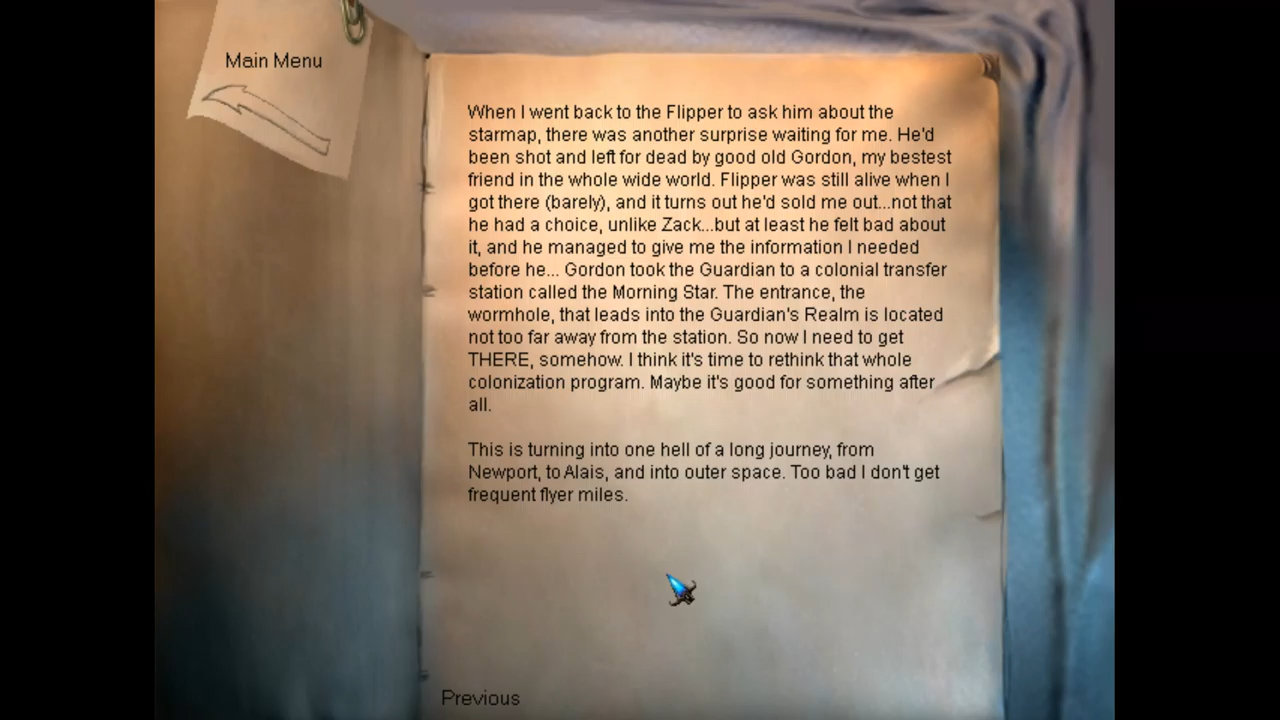 Main Menu
When I went back to the Flipper to ask him about the
starmap, there was another surprise waiting for me. He'd
been shot and left for dead by good old Gordon, my bestest
friend in the whole wide world. Flipper was still alive when I
got there (barely), and it turns out he'd sold me out...not that
he had a choice, unlike Zack...but at least he felt bad about
it, and he managed to give me the information I needed
before he... Gordon took the Guardian to a colonial transfer
station called the Morning Star. The entrance, the
wormhole, that leads into the Guardian's Realm is located
not too far away from the station. So now I need to get
THERE, somehow. I think it's time to rethink that whole
colonization program. Maybe it's good for something after
all.
This is turning into one hell of a long journey, from
Newport, to Alais, and into outer space. Too bad I don't get
frequent flyer miles.
Previous